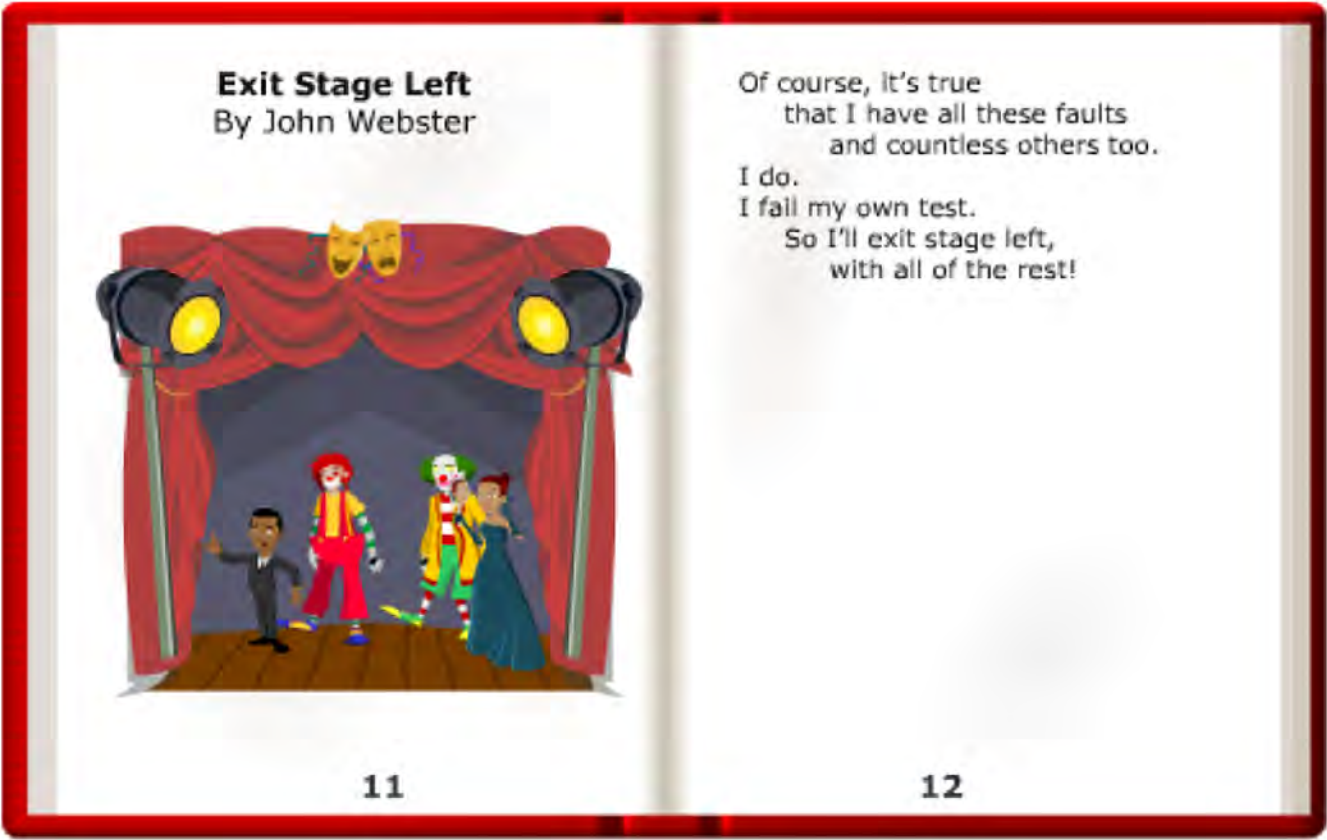 Exit Stage Left
By John Webster
11
Of course, it's true
that I have all these faults
and countless others too.
I do.
I fail my own test.
So I'll exit stage left,
with all of the rest!
12